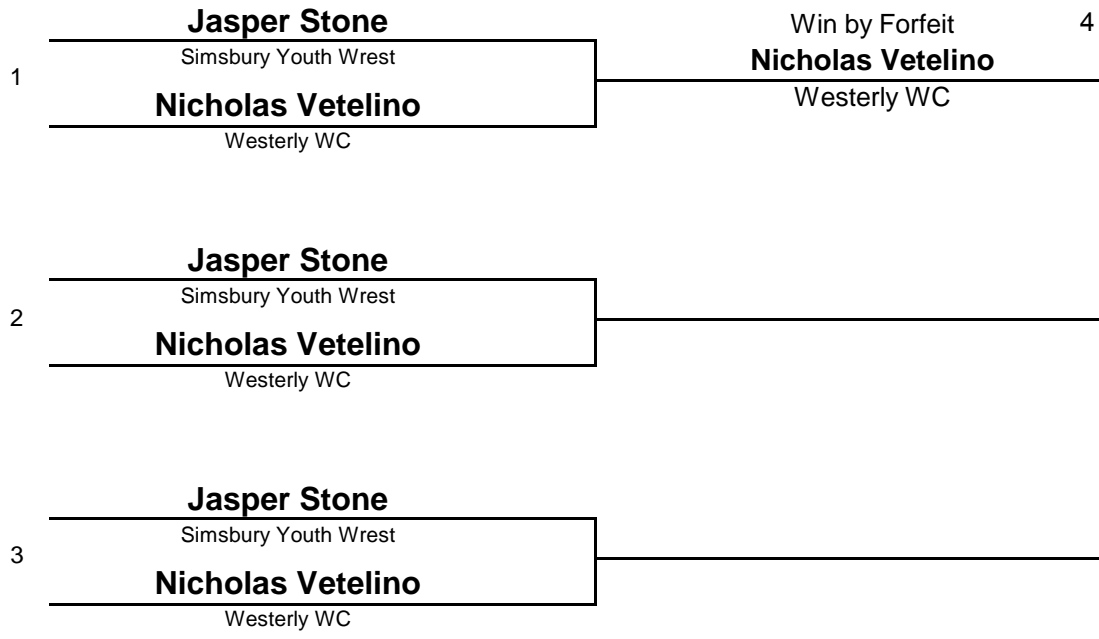 Jasper Stone
Simsbury Youth Wrest
1
Nicholas Vetelino
Westerly WC
Win by Forfeit 4
Nicholas Vetelino
Westerly WC
Jasper Stone
Simsbury Youth Wrest
2
Nicholas Vetelino
Westerly WC
Jasper Stone
Simsbury Youth Wrest
3
Nicholas Vetelino
Westerly WC